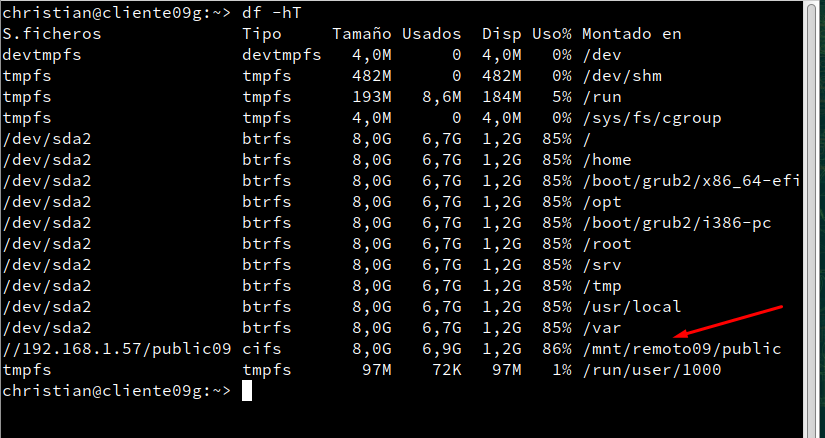 christian@cliente09g:~> df -hT
S.ficheros Tipo Tamaño Usados Disp Uso% Montado en
devtmpfs devtmpfs 4,0M 0 4,0M 0% /dev
tmpfs tmpfs 482M 0 482M 0% /dev/shm
tmpfs tmpfs 193M 8,6M 184M 5% /run
tmpfs tmpfs 4,0M 0 4,0M 0% /sys/fs/cgroup
/dev/sda2 btrfs 8,0G 6,7G 1,2G 85% /
/dev/sda2 btrfs 8,0G 6,7G 1,2G 85% /home
/dev/sda2 btrfs 8,0G 6,7G 1,2G 85% /boot/grub2/x86_64-efi
/dev/sda2 btrfs 8,0G 6,7G 1,2G 85% /opt
/dev/sda2 btrfs 8,0G 6,7G 1,2G 85% /boot/grub2/i386-pc
/dev/sda2 btrfs 8,0G 6,7G 1,2G 85% /root
/dev/sda2 btrfs 8,0G 6,7G 1,2G 85% /srv
/dev/sda2 btrfs 8,0G 6,7G 1,2G 85% /tmp
/dev/sda2 btrfs 8,0G 6,7G 1,2G 85% /usr/local
/dev/sda2 btrfs 8,0G 6,7G 1,2G 85% /var
//192.168.1.57/public09 cifs 8,0G 6,9G 1,2G 86% /mnt/remoto09/public
tmpfs tmpfs 97M 72K 97M 1% /run/user/1000
christian@cliente09g:~>